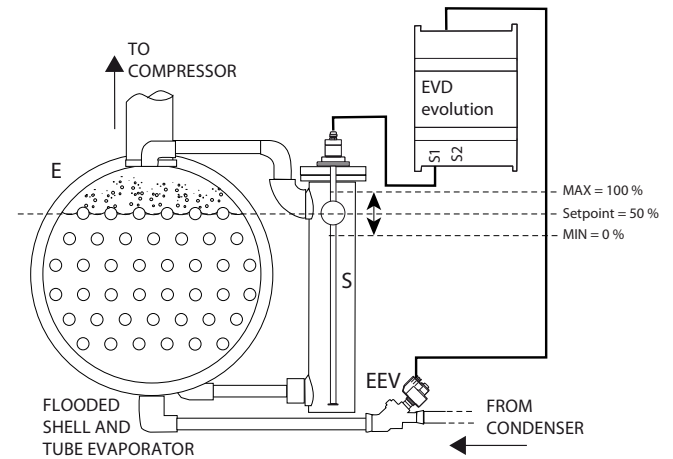 TO
COMPRESSOR
EVD
evolution
S1
S2
E
MAX = 100 %
Setpoint = 50 %
MIN = 0 %
S
EEV
FLOODED
SHELL AND
TUBE EVAPORATOR
FROM
CONDENSER